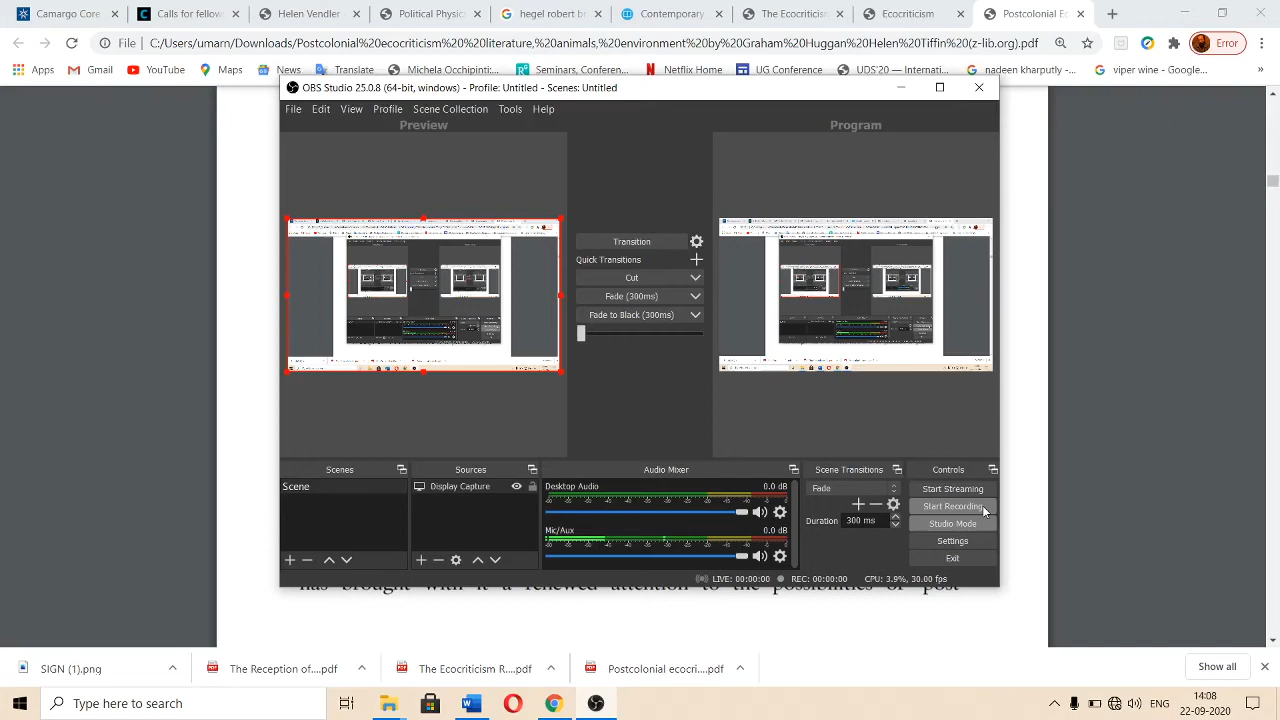 Camargo Core
Calls for fellow
Helen Vendler
Political Physic
hegel robotic
Contemporary
The Ecocriticis
Ecocriticism
Postcolonial Ec
File
C:/Users/umarn/Downloads/Postcolonial%20ecocriticism%20%20literature,%20animals,%20environment%20by%20Graham%20Huggan%20Helen%20Tiffin%20(z-lib.org).pdf
Error
Apps
Gmail
YouTube
Maps
News
Translate
Michela Occhipinti...
Seminars, Conferen...
Netflix Home
UG Conference
UDS'20 — Internati...
nadeen kharputly -...
viper wine - Google...
OBS Studio 25.0.8 (64-bit, windows) - Profile: Untitled - Scenes: Untitled
File Edit View Profile Scene Collection Tools Help
Preview
Program
Transition
Quick Transitions
Cut
Fade (300ms)
Fade to Black (300ms)
Scenes
Sources
Audio Mixer
Scene Transitions
Controls
Scene
Display Capture
Desktop Audio
0.0 dB
Mic/Aux
0.0 dB
Fade
Duration 300 ms
Start Streaming
Start Recording
Studio Mode
Settings
Exit
LIVE: 00:00:00
REC: 00:00:00
CPU: 3.9%, 30.00 fps
has brought with it a renewed attention to the possibilities of post
SIGN (1).png
The Reception of....pdf
The Ecocriticism R....pdf
Postcolonial ecocri....pdf
Show all
Type here to search
ENG
14:08
22-09-2020